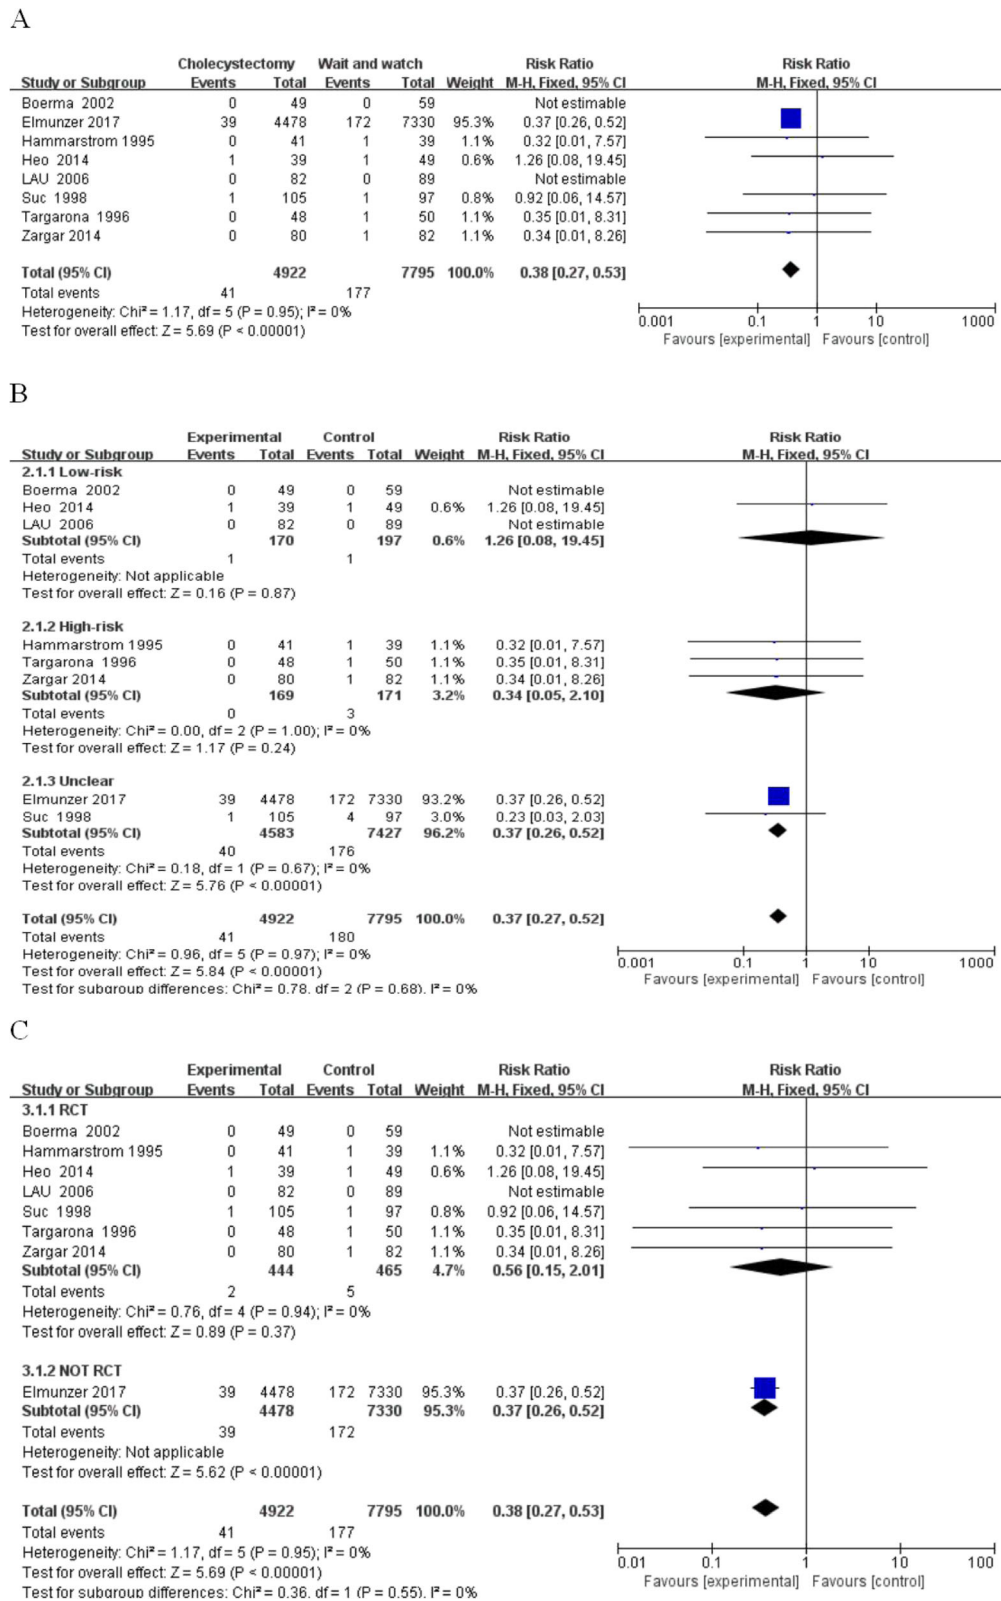 A
Cholecystectomy Wait and watch Risk Ratio Risk Ratio
Study or Subgroup Events Total Events Total Weight M-H, Fixed, 95% CI M-H, Fixed, 95% CI
Boerma 2002 0 49 0 59 Not estimable
Elmunzer 2017 39 4478 172 7330 95.3% 0.37 [0.26, 0.52]
Hammarstrom 1995 0 41 1 39 1.1% 0.32 [0.01, 7.57]
Heo 2014 1 39 1 49 0.6% 1.26 [0.08, 19.45]
LAU 2006 0 82 0 89 Not estimable
Suc 1998 1 105 1 97 0.8% 0.92 [0.06, 14.57]
Targarona 1996 0 48 1 50 1.1% 0.35 [0.01, 8.31]
Zargar 2014 0 80 1 82 1.1% 0.34 [0.01, 8.26]
Total (95% CI) 4922 7795 100.0% 0.38 [0.27, 0.53]
Total events 41 177
Heterogeneity: Chi² = 1.17, df = 5 (P = 0.95); I² = 0%
Test for overall effect: Z = 5.69 (P < 0.00001)
0.001 0.1 1 10 1000
Favours [experimental] Favours [control]
B
Experimental Control Risk Ratio Risk Ratio
Study or Subgroup Events Total Events Total Weight M-H, Fixed, 95% CI M-H, Fixed, 95% CI
2.1.1 Low-risk
Boerma 2002 0 49 0 59 Not estimable
Heo 2014 1 39 1 49 0.6% 1.26 [0.08, 19.45]
LAU 2006 0 82 0 89 Not estimable
Subtotal (95% CI) 170 197 0.6% 1.26 [0.08, 19.45]
Total events 1 1
Heterogeneity: Not applicable
Test for overall effect: Z = 0.16 (P = 0.87)
2.1.2 High-risk
Hammarstrom 1995 0 41 1 39 1.1% 0.32 [0.01, 7.57]
Targarona 1996 0 48 1 50 1.1% 0.35 [0.01, 8.31]
Zargar 2014 0 80 1 82 1.1% 0.34 [0.01, 8.26]
Subtotal (95% CI) 169 171 3.2% 0.34 [0.05, 2.10]
Total events 0 3
Heterogeneity: Chi² = 0.00, df = 2 (P = 1.00); I² = 0%
Test for overall effect: Z = 1.17 (P = 0.24)
2.1.3 Unclear
Elmunzer 2017 39 4478 172 7330 93.2% 0.37 [0.26, 0.52]
Suc 1998 1 105 4 97 3.0% 0.23 [0.03, 2.03]
Subtotal (95% CI) 4583 7427 96.2% 0.37 [0.26, 0.52]
Total events 40 176
Heterogeneity: Chi² = 0.18, df = 1 (P = 0.67); I² = 0%
Test for overall effect: Z = 5.76 (P < 0.00001)
Total (95% CI) 4922 7795 100.0% 0.37 [0.27, 0.52]
Total events 41 180
Heterogeneity: Chi² = 0.96, df = 5 (P = 0.97); I² = 0%
Test for overall effect: Z = 5.84 (P < 0.00001)
Test for subgroup differences: Chi² = 0.78, df = 2 (P = 0.68), I² = 0%
0.001 0.1 1 10 1000
Favours [experimental] Favours [control]
C
Experimental Control Risk Ratio Risk Ratio
Study or Subgroup Events Total Events Total Weight M-H, Fixed, 95% CI M-H, Fixed, 95% CI
3.1.1 RCT
Boerma 2002 0 49 0 59 Not estimable
Hammarstrom 1995 0 41 1 39 1.1% 0.32 [0.01, 7.57]
Heo 2014 1 39 1 49 0.6% 1.26 [0.08, 19.45]
LAU 2006 0 82 0 89 Not estimable
Suc 1998 1 105 1 97 0.8% 0.92 [0.06, 14.57]
Targarona 1996 0 48 1 50 1.1% 0.35 [0.01, 8.31]
Zargar 2014 0 80 1 82 1.1% 0.34 [0.01, 8.26]
Subtotal (95% CI) 444 465 4.7% 0.56 [0.15, 2.01]
Total events 2 5
Heterogeneity: Chi² = 0.76, df = 4 (P = 0.94); I² = 0%
Test for overall effect: Z = 0.89 (P = 0.37)
3.1.2 NOT RCT
Elmunzer 2017 39 4478 172 7330 95.3% 0.37 [0.26, 0.52]
Subtotal (95% CI) 4478 7330 95.3% 0.37 [0.26, 0.52]
Total events 39 172
Heterogeneity: Not applicable
Test for overall effect: Z = 5.62 (P < 0.00001)
Total (95% CI) 4922 7795 100.0% 0.38 [0.27, 0.53]
Total events 41 177
Heterogeneity: Chi² = 1.17, df = 5 (P = 0.95); I² = 0%
Test for overall effect: Z = 5.69 (P < 0.00001)
Test for subgroup differences: Chi² = 0.36, df = 1 (P = 0.55), I² = 0%
0.01 0.1 1 10 100
Favours [experimental] Favours [control]